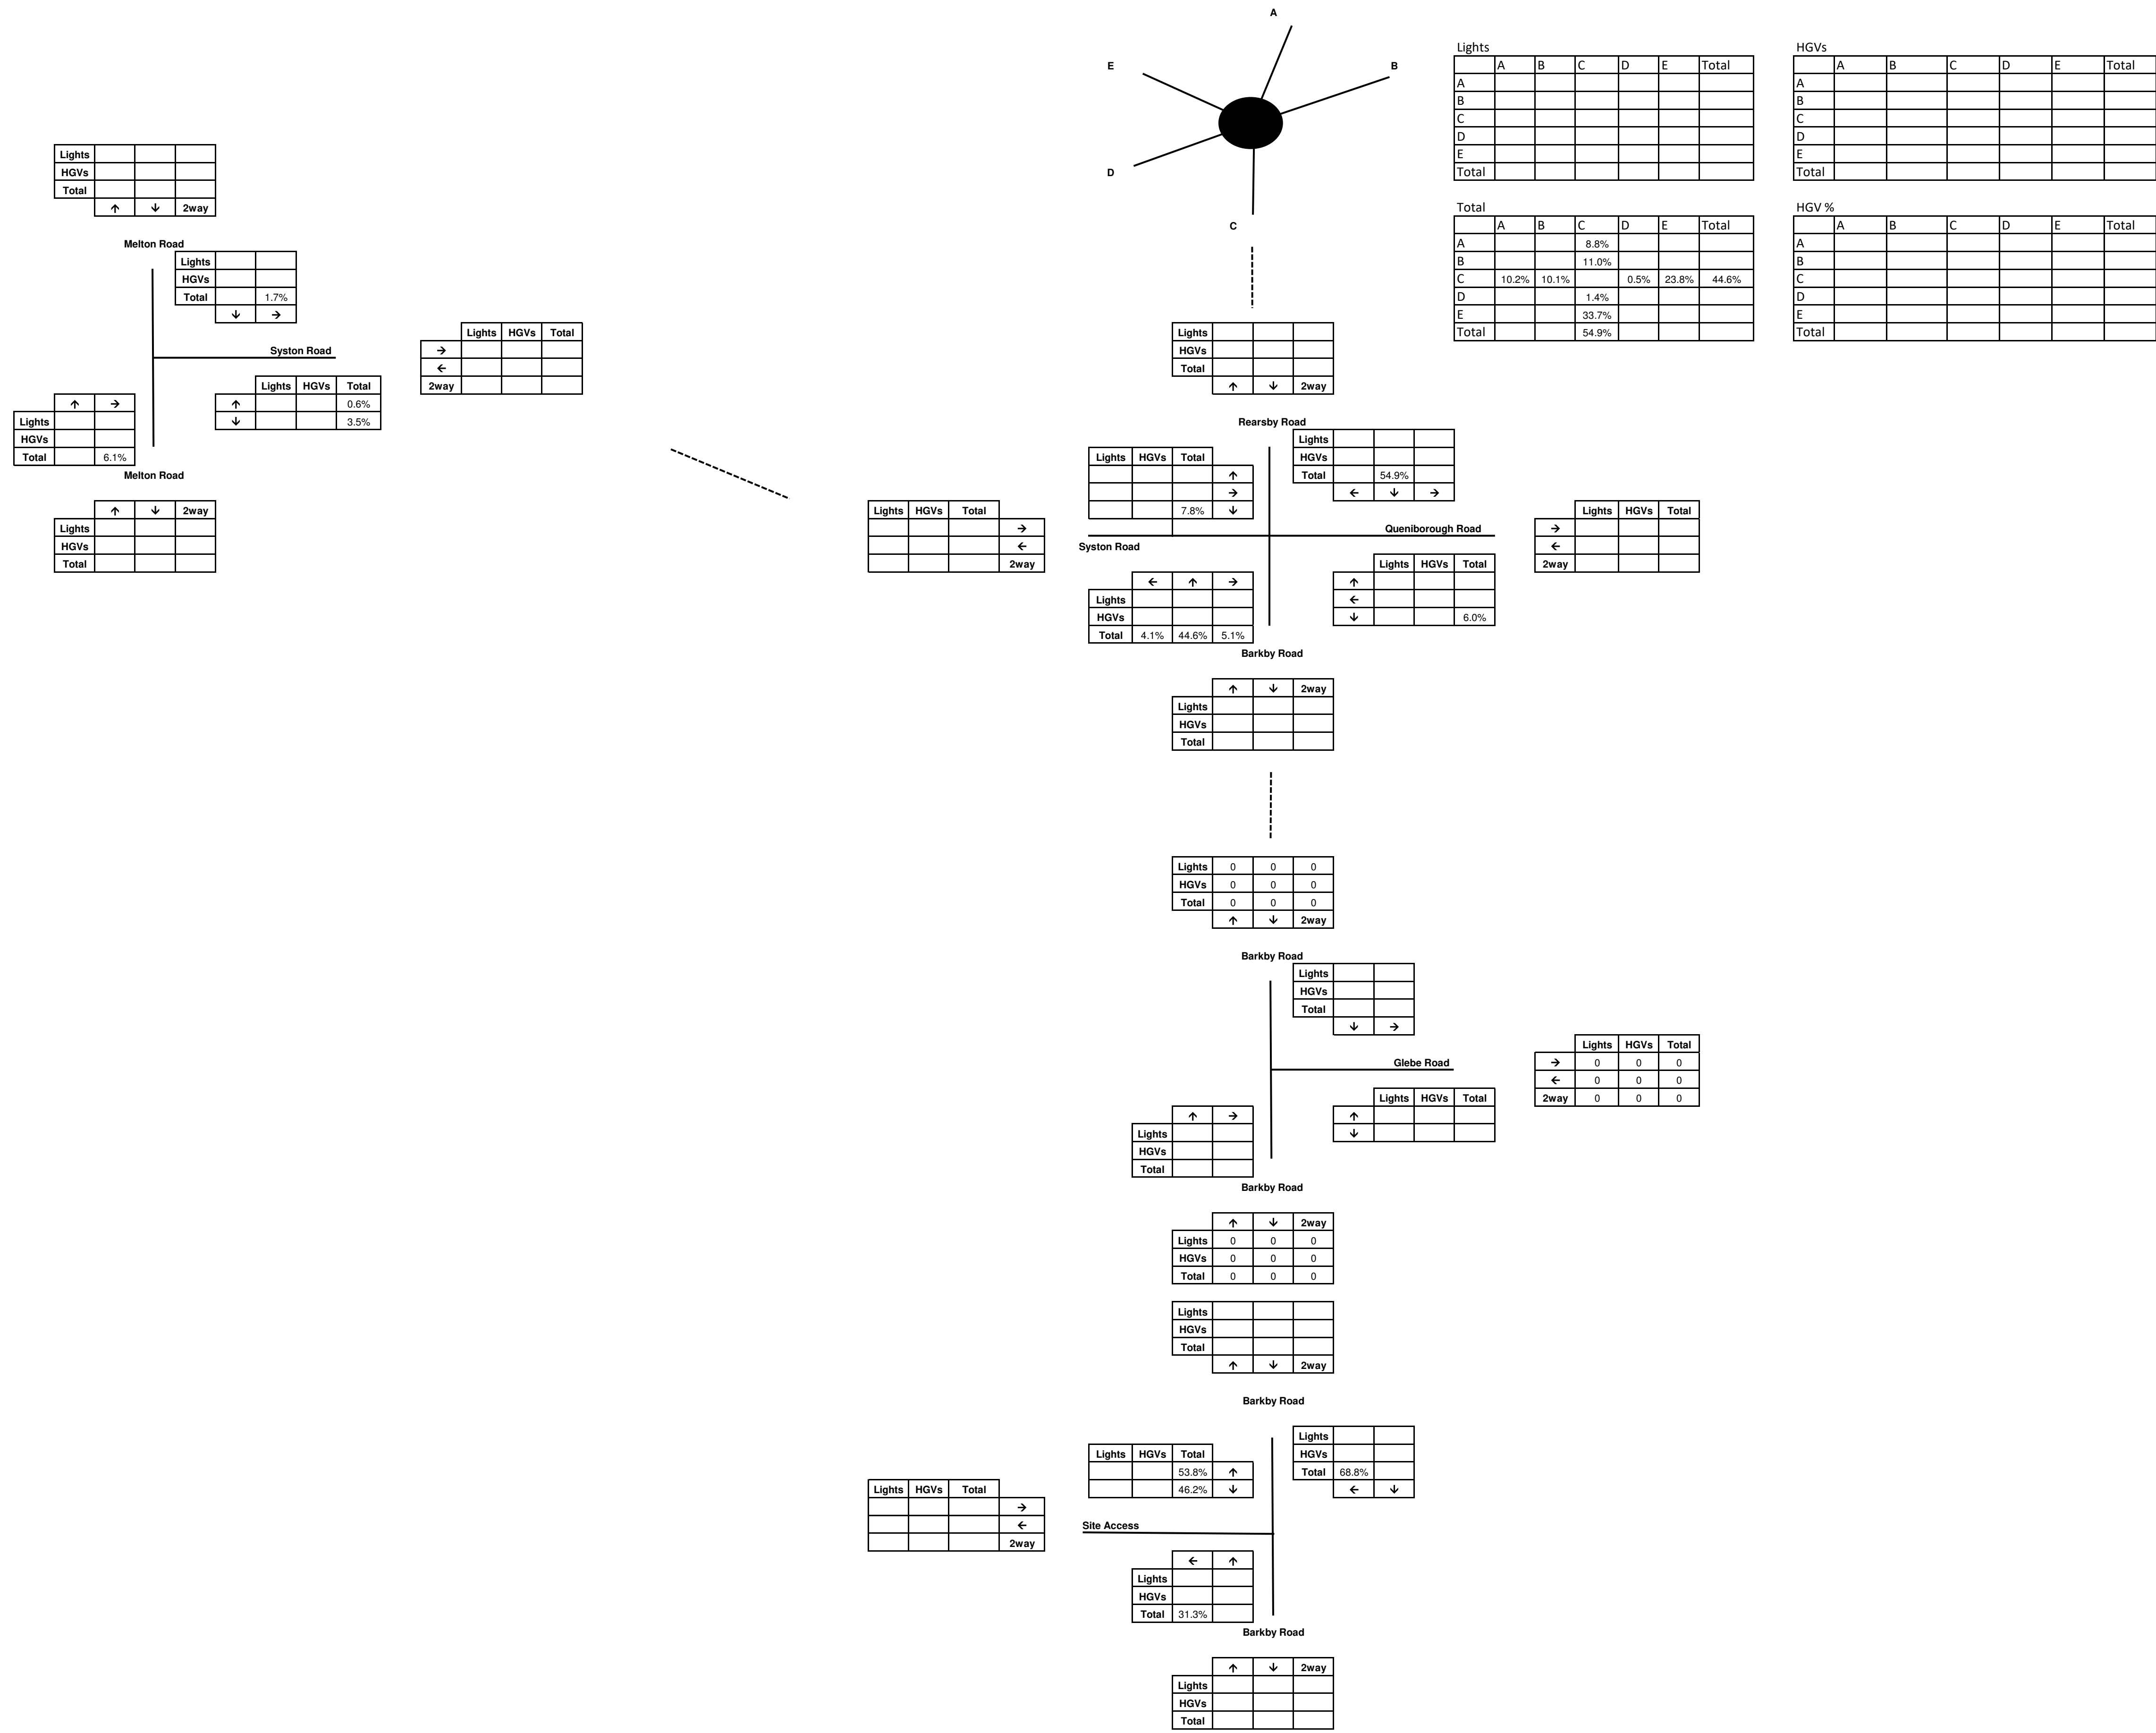 A
E
B
D
C
Lights
A B C D E Total
A
B
C
D
E
Total
HGVs
A B C D E Total
A
B
C
D
E
Total
Total
A B C D E Total
A 8.8%
B 11.0%
C 10.2% 10.1% 0.5% 23.8% 44.6%
D 1.4%
E 33.7%
Total 54.9%
HGV %
A B C D E Total
A
B
C
D
E
Total
Lights
HGVs
Total
↑ ↓ 2way
Melton Road
Lights
HGVs
Total 1.7%
↓ →
Syston Road
Lights HGVs Total
→
←
2way
Lights HGVs Total
↑ 0.6%
↓ 3.5%
↑ →
Lights
HGVs
Total 6.1%
Melton Road
↑ ↓ 2way
Lights
HGVs
Total
Lights
HGVs
Total
↑ ↓ 2way
Rearsby Road
Lights
HGVs
Total 54.9%
← ↓ →
Lights HGVs Total
↑
→
7.8% ↓
Lights HGVs Total
→
←
2way
Syston Road
Queniborough Road
Lights HGVs Total
→
←
2way
Lights HGVs Total
↑
←
↓ 6.0%
← ↑ →
Lights
HGVs
Total 4.1% 44.6% 5.1%
Barkby Road
↑ ↓ 2way
Lights
HGVs
Total
Lights 0 0 0
HGVs 0 0 0
Total 0 0 0
↑ ↓ 2way
Barkby Road
Lights
HGVs
Total
↓ →
Glebe Road
Lights HGVs Total
→ 0 0 0
← 0 0 0
2way 0 0 0
Lights HGVs Total
↑
↓
↑ →
Lights
HGVs
Total
Barkby Road
↑ ↓ 2way
Lights 0 0 0
HGVs 0 0 0
Total 0 0 0
Lights
HGVs
Total
↑ ↓ 2way
Barkby Road
Lights
HGVs
Total 68.8%
← ↓
Lights HGVs Total
53.8% ↑
46.2% ↓
Lights HGVs Total
→
←
2way
Site Access
← ↑
Lights
HGVs
Total 31.3%
Barkby Road
↑ ↓ 2way
Lights
HGVs
Total